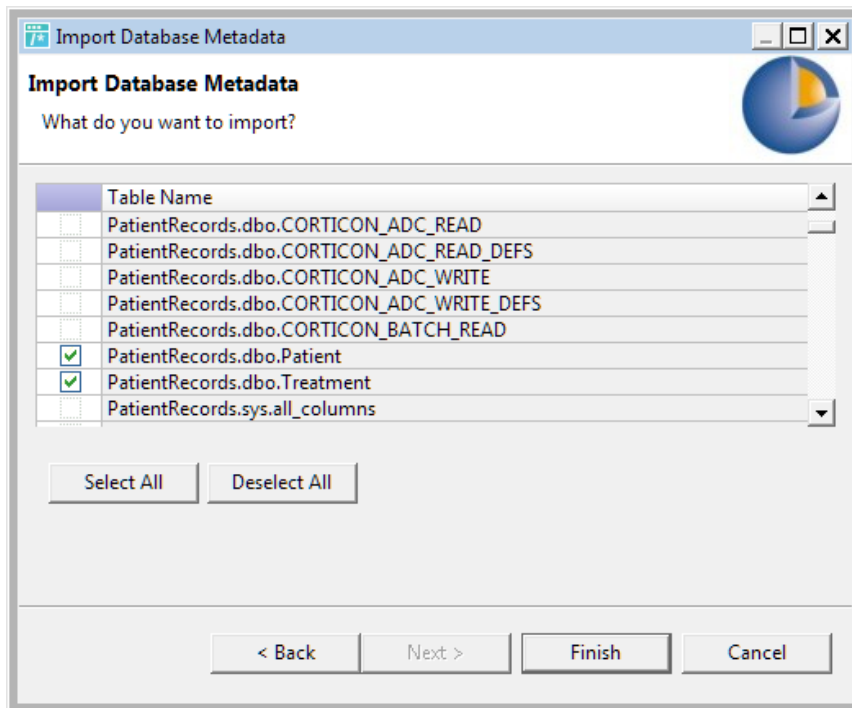 Import Database Metadata
Import Database Metadata
What do you want to import?
Table Name
PatientRecords.dbo.CORTICON_ADC_READ
PatientRecords.dbo.CORTICON_ADC_READ_DEFS
PatientRecords.dbo.CORTICON_ADC_WRITE
PatientRecords.dbo.CORTICON_ADC_WRITE_DEFS
PatientRecords.dbo.CORTICON_BATCH_READ
PatientRecords.dbo.Patient
PatientRecords.dbo.Treatment
PatientRecords.sys.all_columns
Select All Deselect All
< Back Next > Finish Cancel